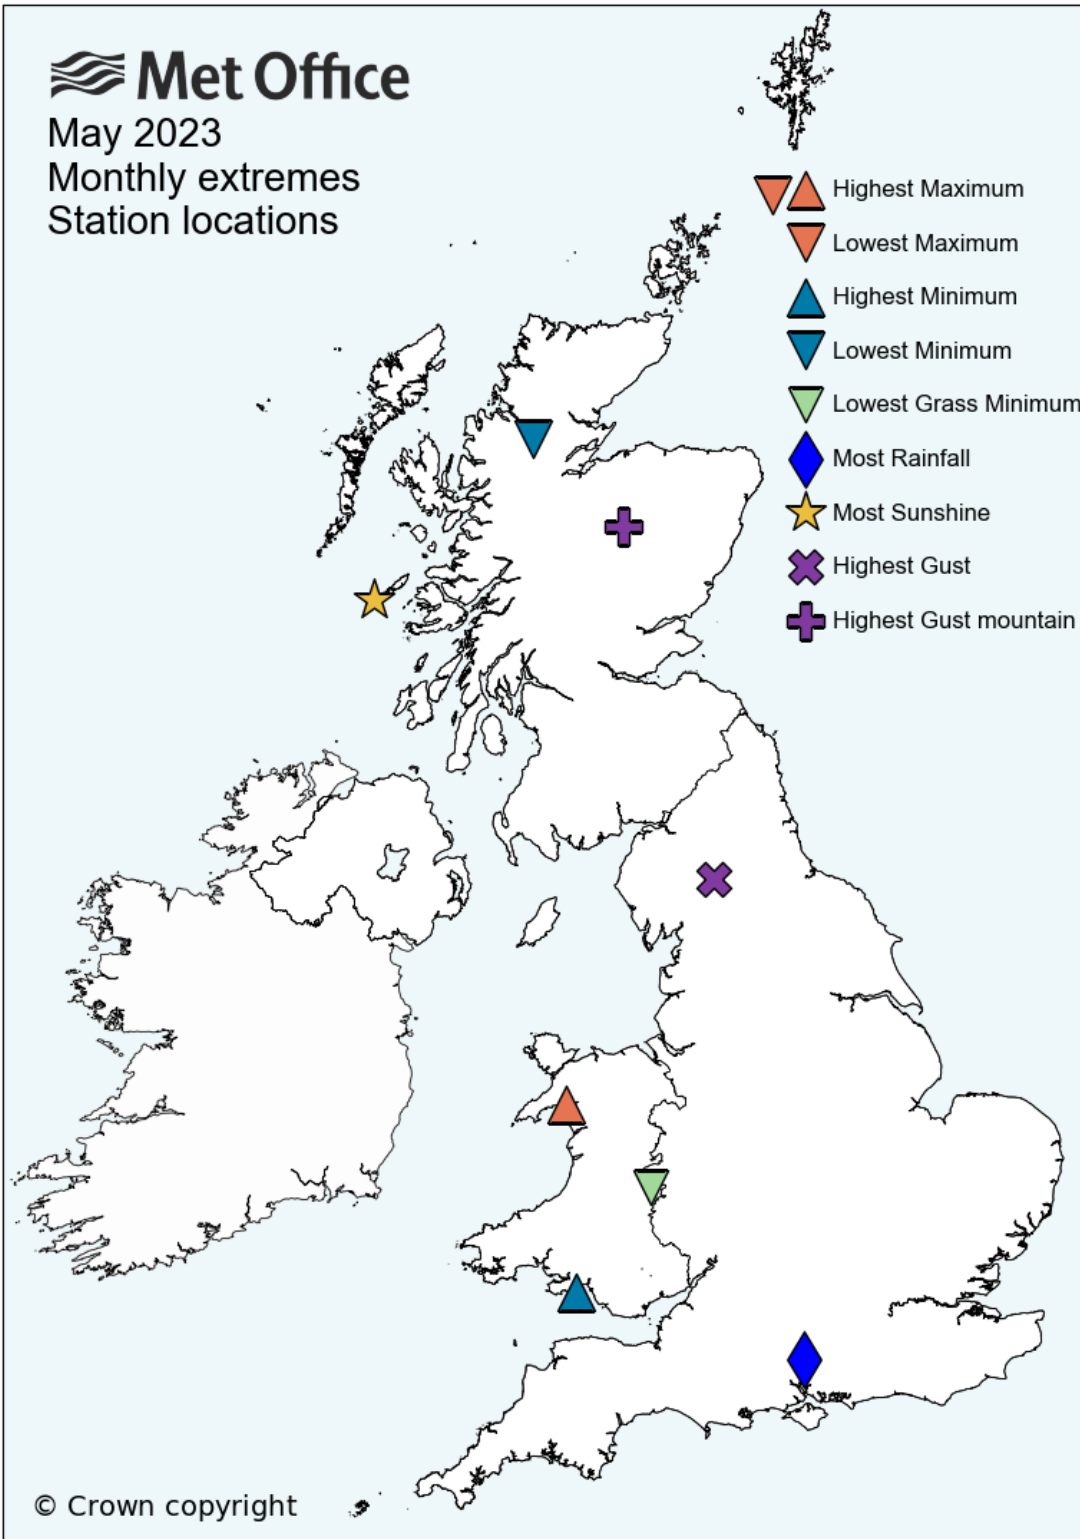 Met Office
May 2023
Monthly extremes
Station locations
Highest Maximum
Lowest Maximum
Highest Minimum
Lowest Minimum
Lowest Grass Minimum
Most Rainfall
Most Sunshine
Highest Gust
Highest Gust mountain
© Crown copyright